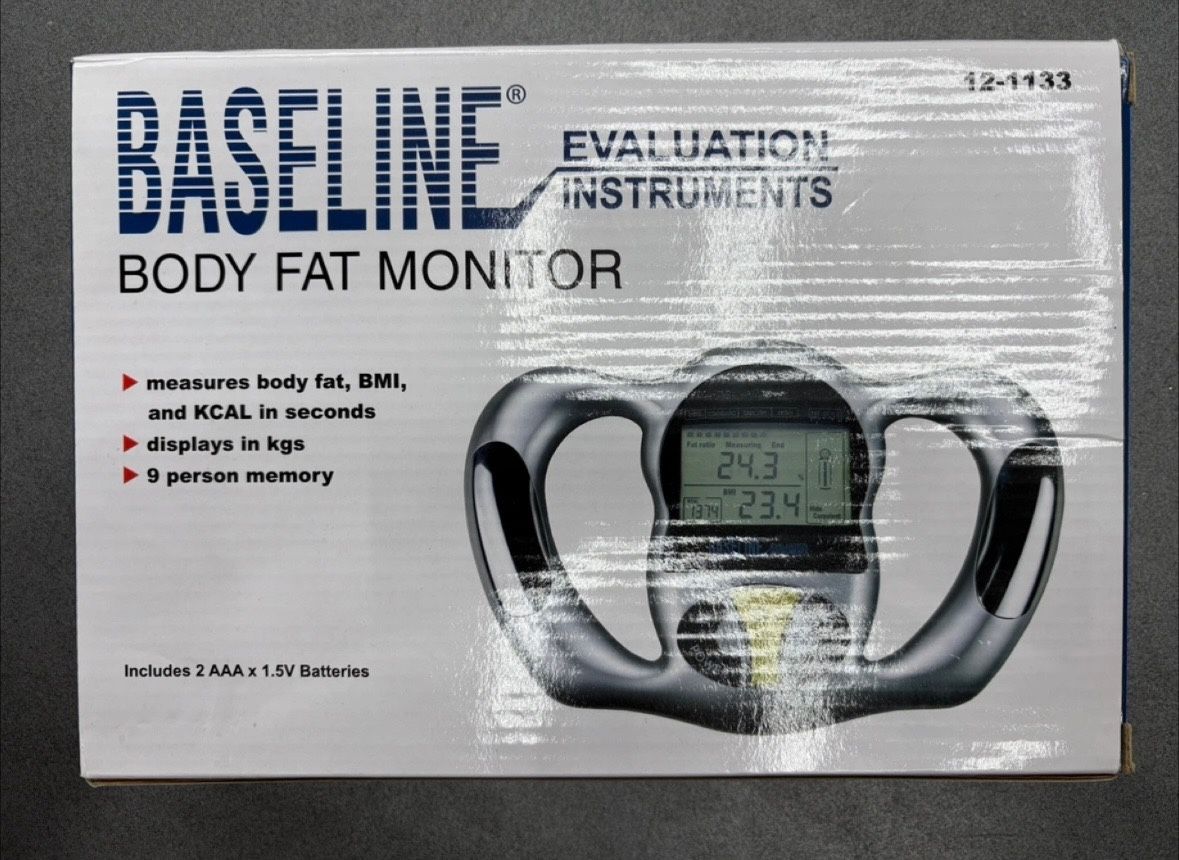 12-1133
BASELINE®
EVALUATION
INSTRUMENTS
BODY FAT MONITOR
measures body fat, BMI,
and KCAL in seconds
displays in kgs
9 person memory
Fat ratio Measuring End
24.3 %
BMI
1374 23.4
Includes 2 AAA x 1.5V Batteries